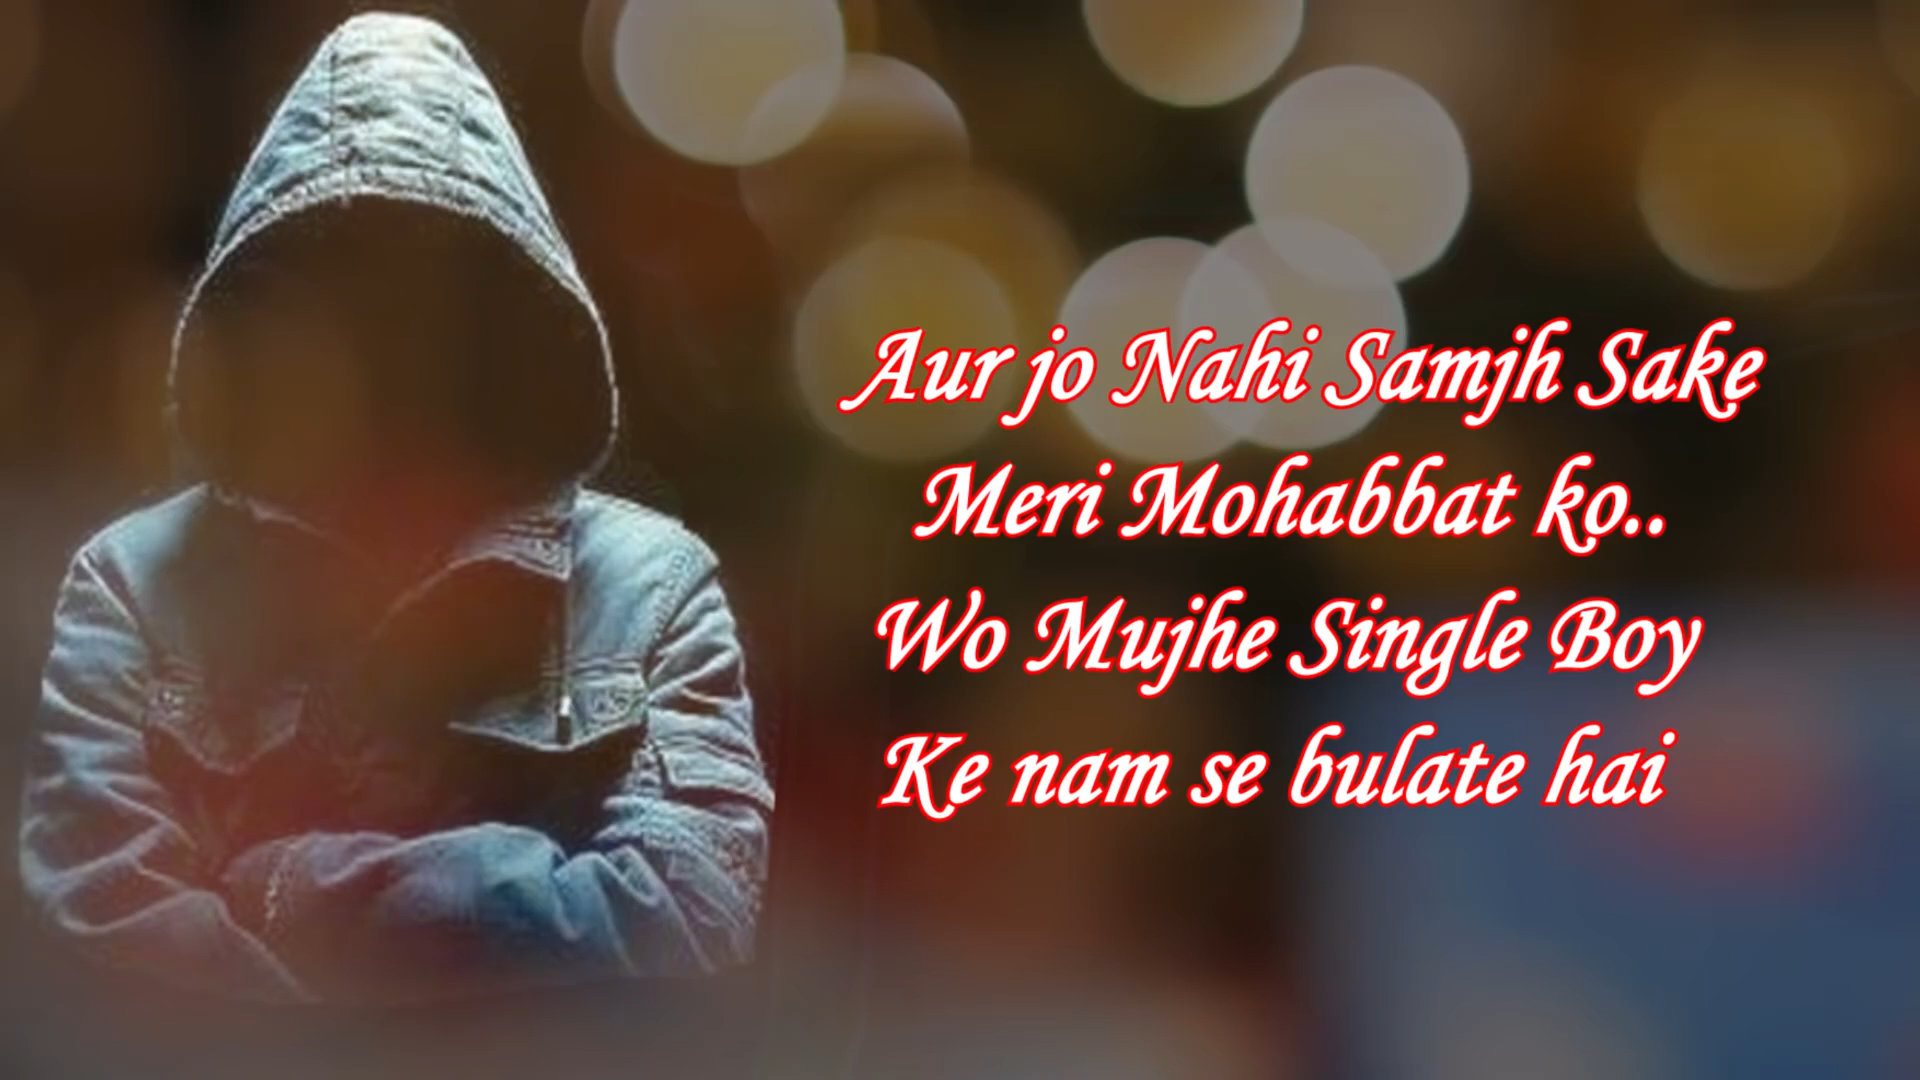 Aur jo Nahi Samjh Sake
Meri Mohabbat ko..
Wo Mujhe Single Boy
Ke nam se bulate hai